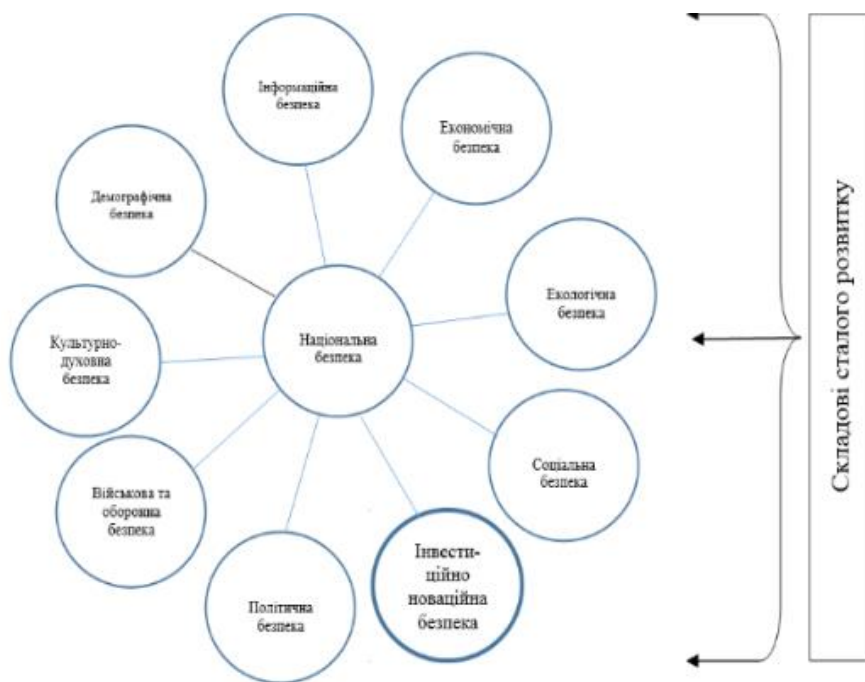 Інформаційна
безпека
Економічна
безпека
Демографічна
безпека
Екологічна
безпека
Національна
безпека
Культурно-
духовна
безпека
Соціальна
безпека
Військова та
оборонна
безпека
Інвести-
ційно
новаційна
безпека
Політична
безпека
Складові сталого розвитку